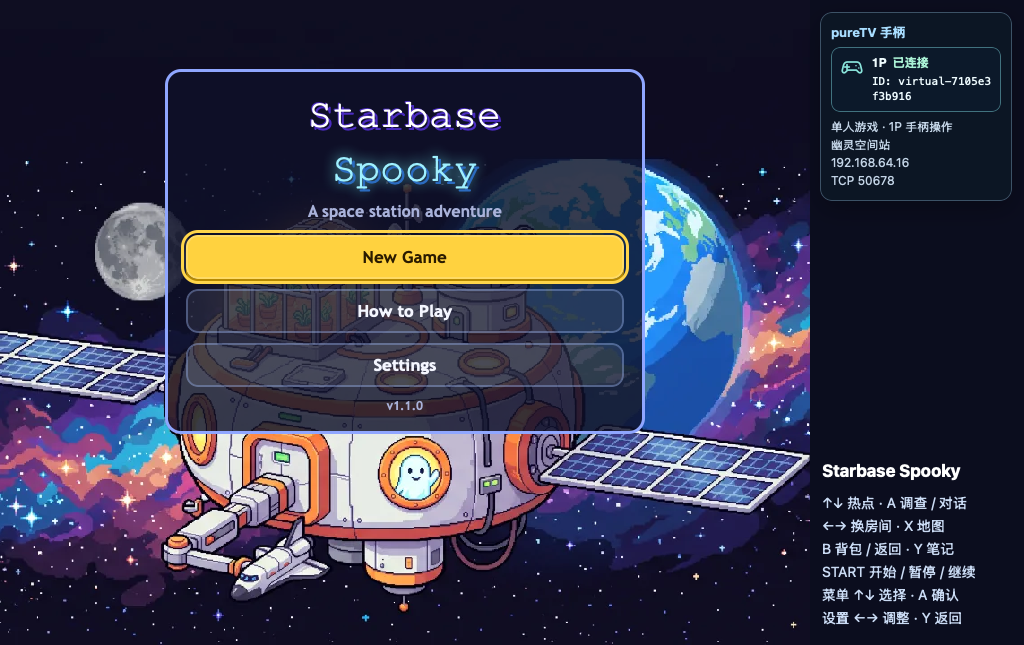 Starbase
Spooky
A space station adventure
New Game
How to Play
Settings
v1.1.0
pureTV 手柄
1P 已连接
ID: virtual-7105e3
f3b916
单人游戏 · 1P 手柄操作
幽灵空间站
192.168.64.16
TCP 50678
Starbase Spooky
↑↓ 热点 · A 调查 / 对话
←→ 换房间 · X 地图
B 背包 / 返回 · Y 笔记
START 开始 / 暂停 / 继续
菜单 ↑↓ 选择 · A 确认
设置 ←→ 调整 · Y 返回